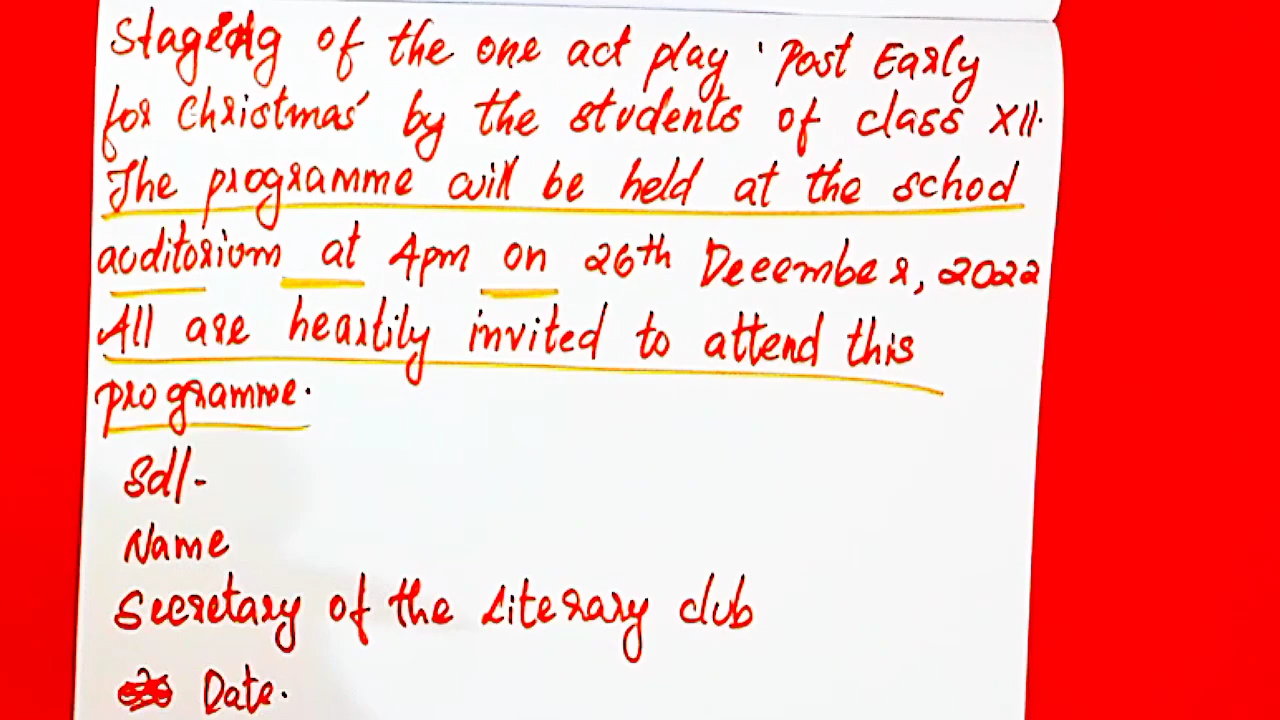 Staging of the one act play 'Post Early
for Christmas' by the students of class XII.
The programme will be held at the school
auditorium at 4pm on 26th December, 2022
All are heartily invited to attend this
programme.
Sd/-
Name
Secretary of the Literary club
Date.